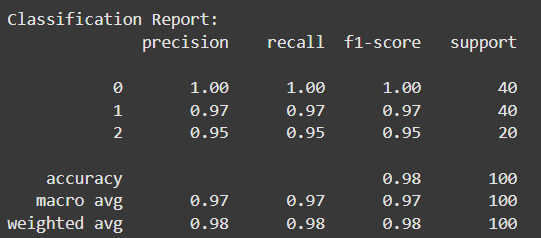 Classification Report:
precision recall f1-score support
0 1.00 1.00 1.00 40
1 0.97 0.97 0.97 40
2 0.95 0.95 0.95 20
accuracy 0.98 100
macro avg 0.97 0.97 0.97 100
weighted avg 0.98 0.98 0.98 100